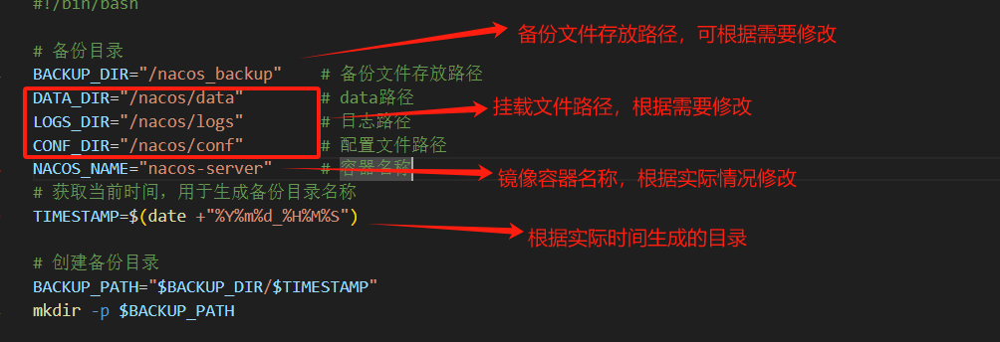 #!/bin/bash
# 备份目录
备份文件存放路径，可根据需要修改
BACKUP_DIR="/nacos_backup" # 备份文件存放路径
DATA_DIR="/nacos/data" # data路径
挂载文件路径，根据需要修改
LOGS_DIR="/nacos/logs" # 日志路径
CONF_DIR="/nacos/conf" # 配置文件路径
NACOS_NAME="nacos-server" # 容器名称
镜像容器名称，根据实际情况修改
# 获取当前时间，用于生成备份目录名称
TIMESTAMP=$(date +"%Y%m%d_%H%M%S")
根据实际时间生成的目录
# 创建备份目录
BACKUP_PATH="$BACKUP_DIR/$TIMESTAMP"
mkdir -p $BACKUP_PATH